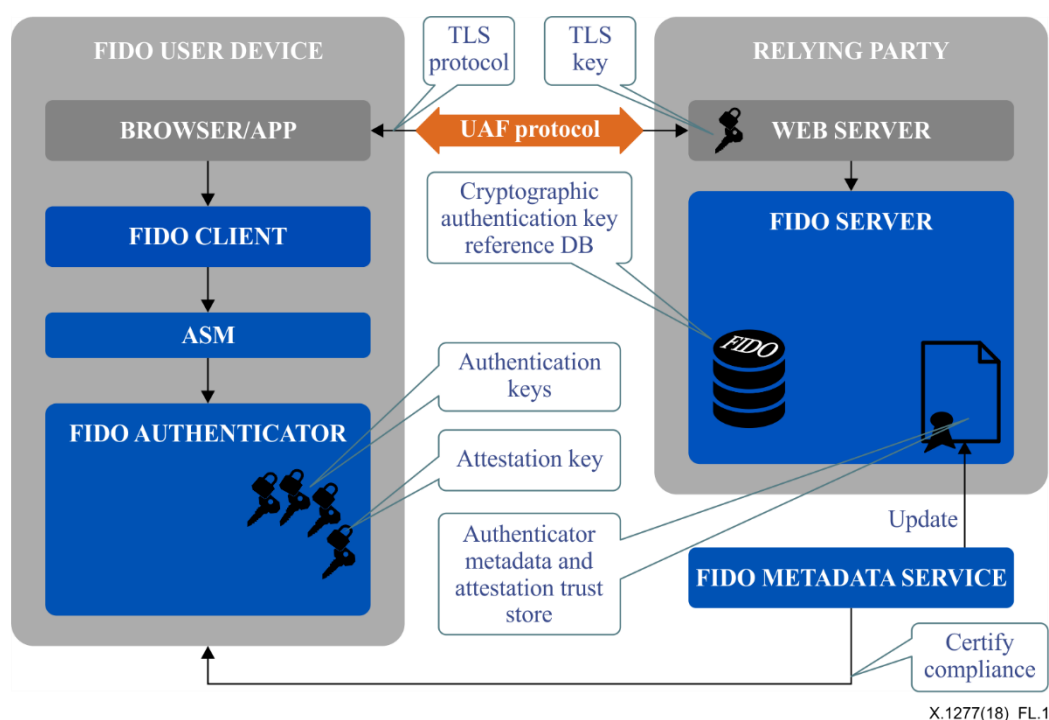 FIDO USER DEVICE
TLS
protocol
TLS
key
RELYING PARTY
BROWSER/APP
UAF protocol
WEB SERVER
Cryptographic
authentication key
reference DB
FIDO CLIENT
FIDO SERVER
ASM
FIDO
Authentication
keys
FIDO AUTHENTICATOR
Attestation key
Authenticator
metadata and
attestation trust
store
Update
FIDO METADATA SERVICE
Certify
compliance
X.1277(18)_FL.1